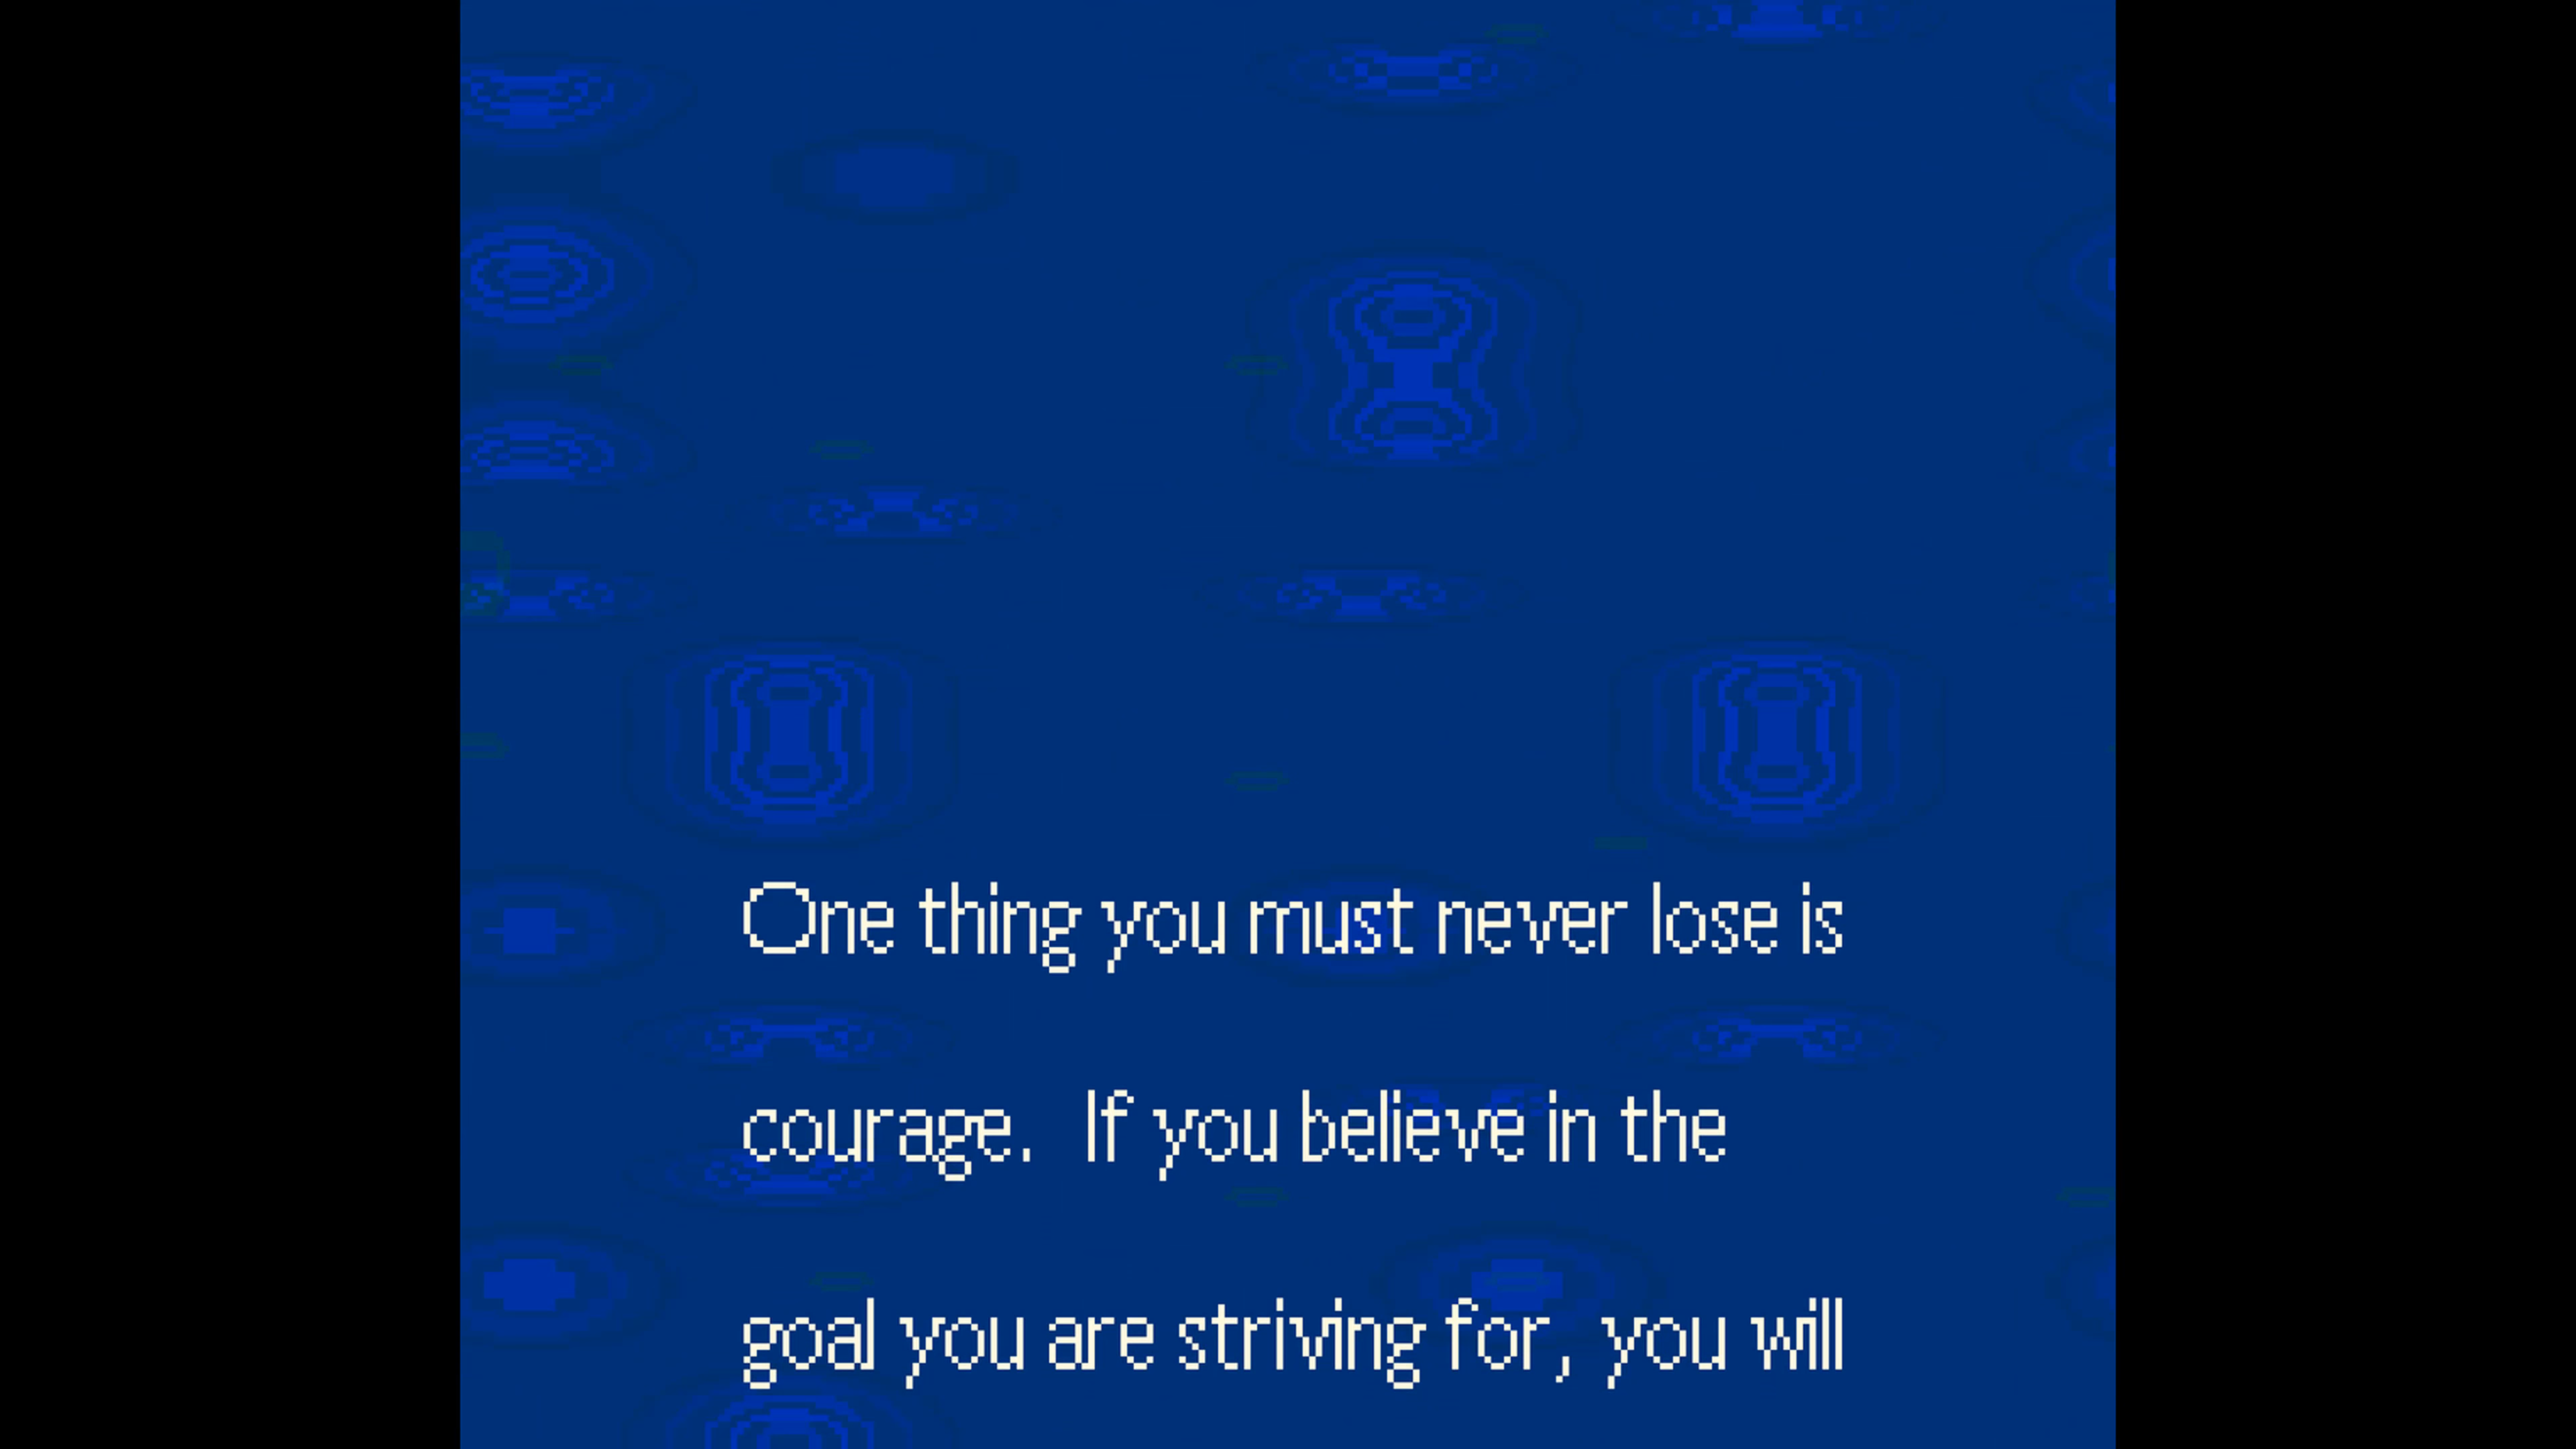 One thing you must never lose is
courage.  If you believe in the
goal you are striving for, you will